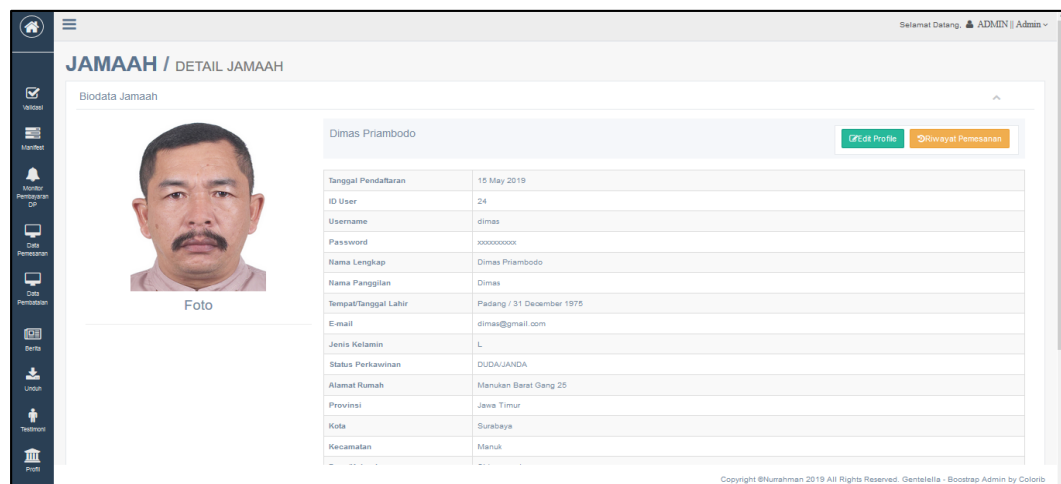 Selamat Datang, ADMIN || Admin
JAMAAH / DETAIL JAMAAH
Validasi
Manifest
Monitor
Pembayaran
DP
Data
Pemesanan
Data
Pembatalan
Berita
Unduh
Testimoni
Profil
Biodata Jamaah
Foto
Dimas Priambodo
Edit Profile
Riwayat Pemesanan
Tanggal Pendaftaran 15 May 2019
ID User 24
Username dimas
Password xxxxxxxxxx
Nama Lengkap Dimas Priambodo
Nama Panggilan Dimas
Tempat/Tanggal Lahir Padang / 31 December 1975
E-mail dimas@gmail.com
Jenis Kelamin L
Status Perkawinan DUDA/JANDA
Alamat Rumah Manukan Barat Gang 25
Provinsi Jawa Timur
Kota Surabaya
Kecamatan Manuk
Copyright ©Nurrahman 2019 All Rights Reserved. Gentelella - Boostrap Admin by Colorib